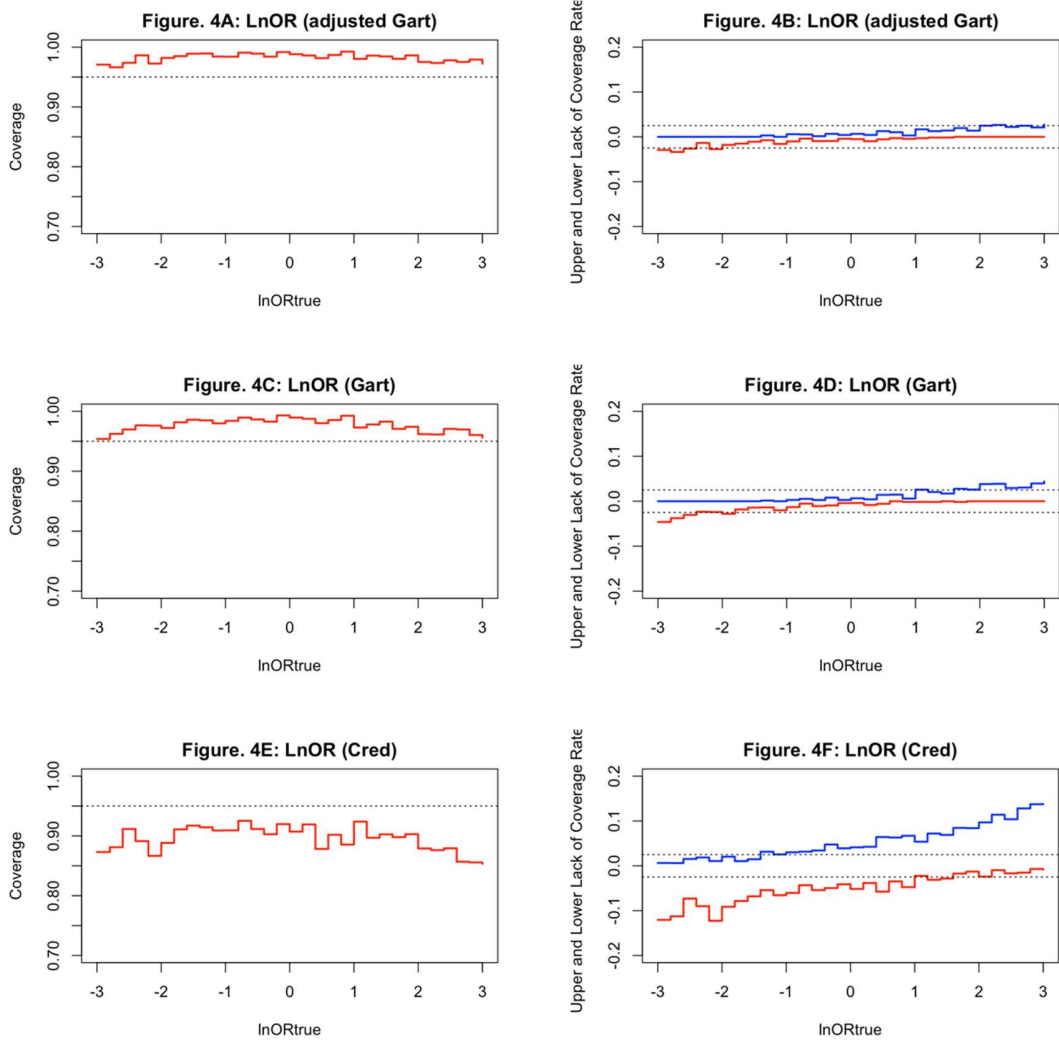 Figure. 4A: LnOR (adjusted Gart)
Coverage
1.00
0.90
0.80
0.70
-3 -2 -1 0 1 2 3
lnORtrue
Figure. 4B: LnOR (adjusted Gart)
Upper and Lower Lack of Coverage Rate
0.2
0.1
0.0
-0.1
-0.2
-3 -2 -1 0 1 2 3
lnORtrue
Figure. 4C: LnOR (Gart)
Coverage
1.00
0.90
0.80
0.70
-3 -2 -1 0 1 2 3
lnORtrue
Figure. 4D: LnOR (Gart)
Upper and Lower Lack of Coverage Rate
0.2
0.1
0.0
-0.1
-0.2
-3 -2 -1 0 1 2 3
lnORtrue
Figure. 4E: LnOR (Cred)
Coverage
1.00
0.90
0.80
0.70
-3 -2 -1 0 1 2 3
lnORtrue
Figure. 4F: LnOR (Cred)
Upper and Lower Lack of Coverage Rate
0.2
0.1
0.0
-0.1
-0.2
-3 -2 -1 0 1 2 3
lnORtrue